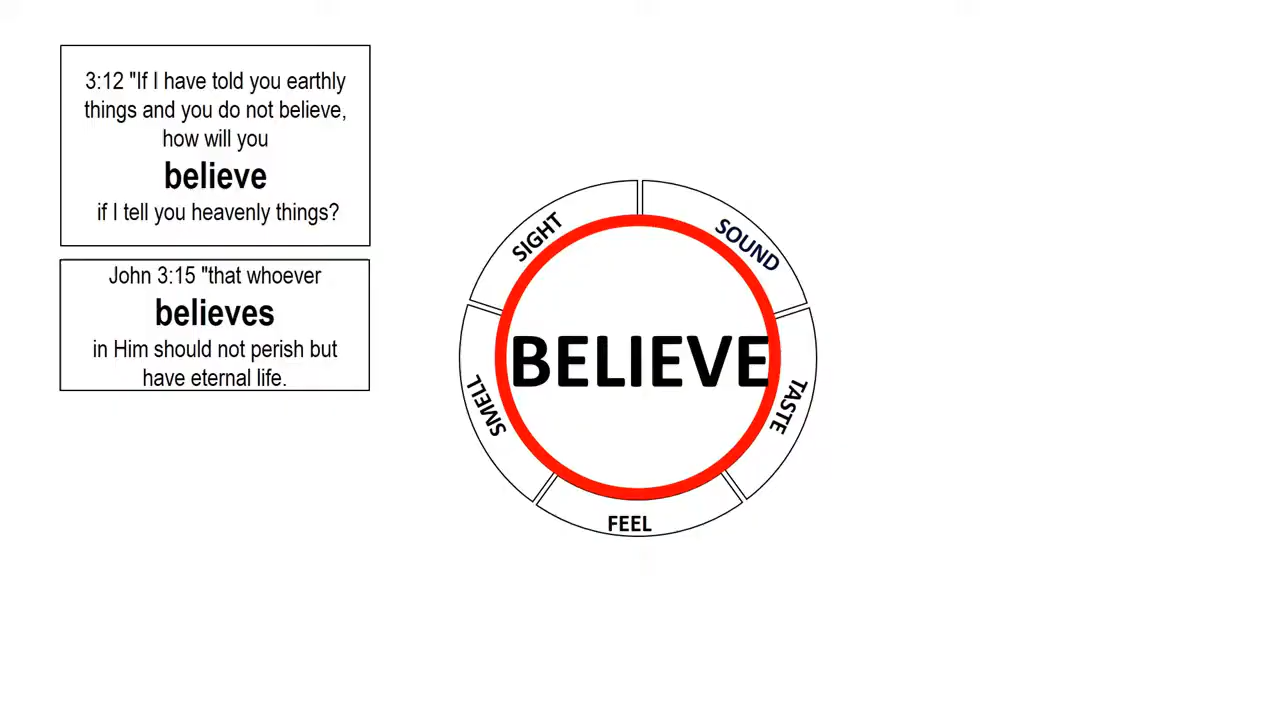 3:12 "If I have told you earthly
things and you do not believe,
how will you
believe
if I tell you heavenly things?
John 3:15 "that whoever
believes
in Him should not perish but
have eternal life.
SIGHT
SOUND
BELIEVE
SMELL
TASTE
FEEL